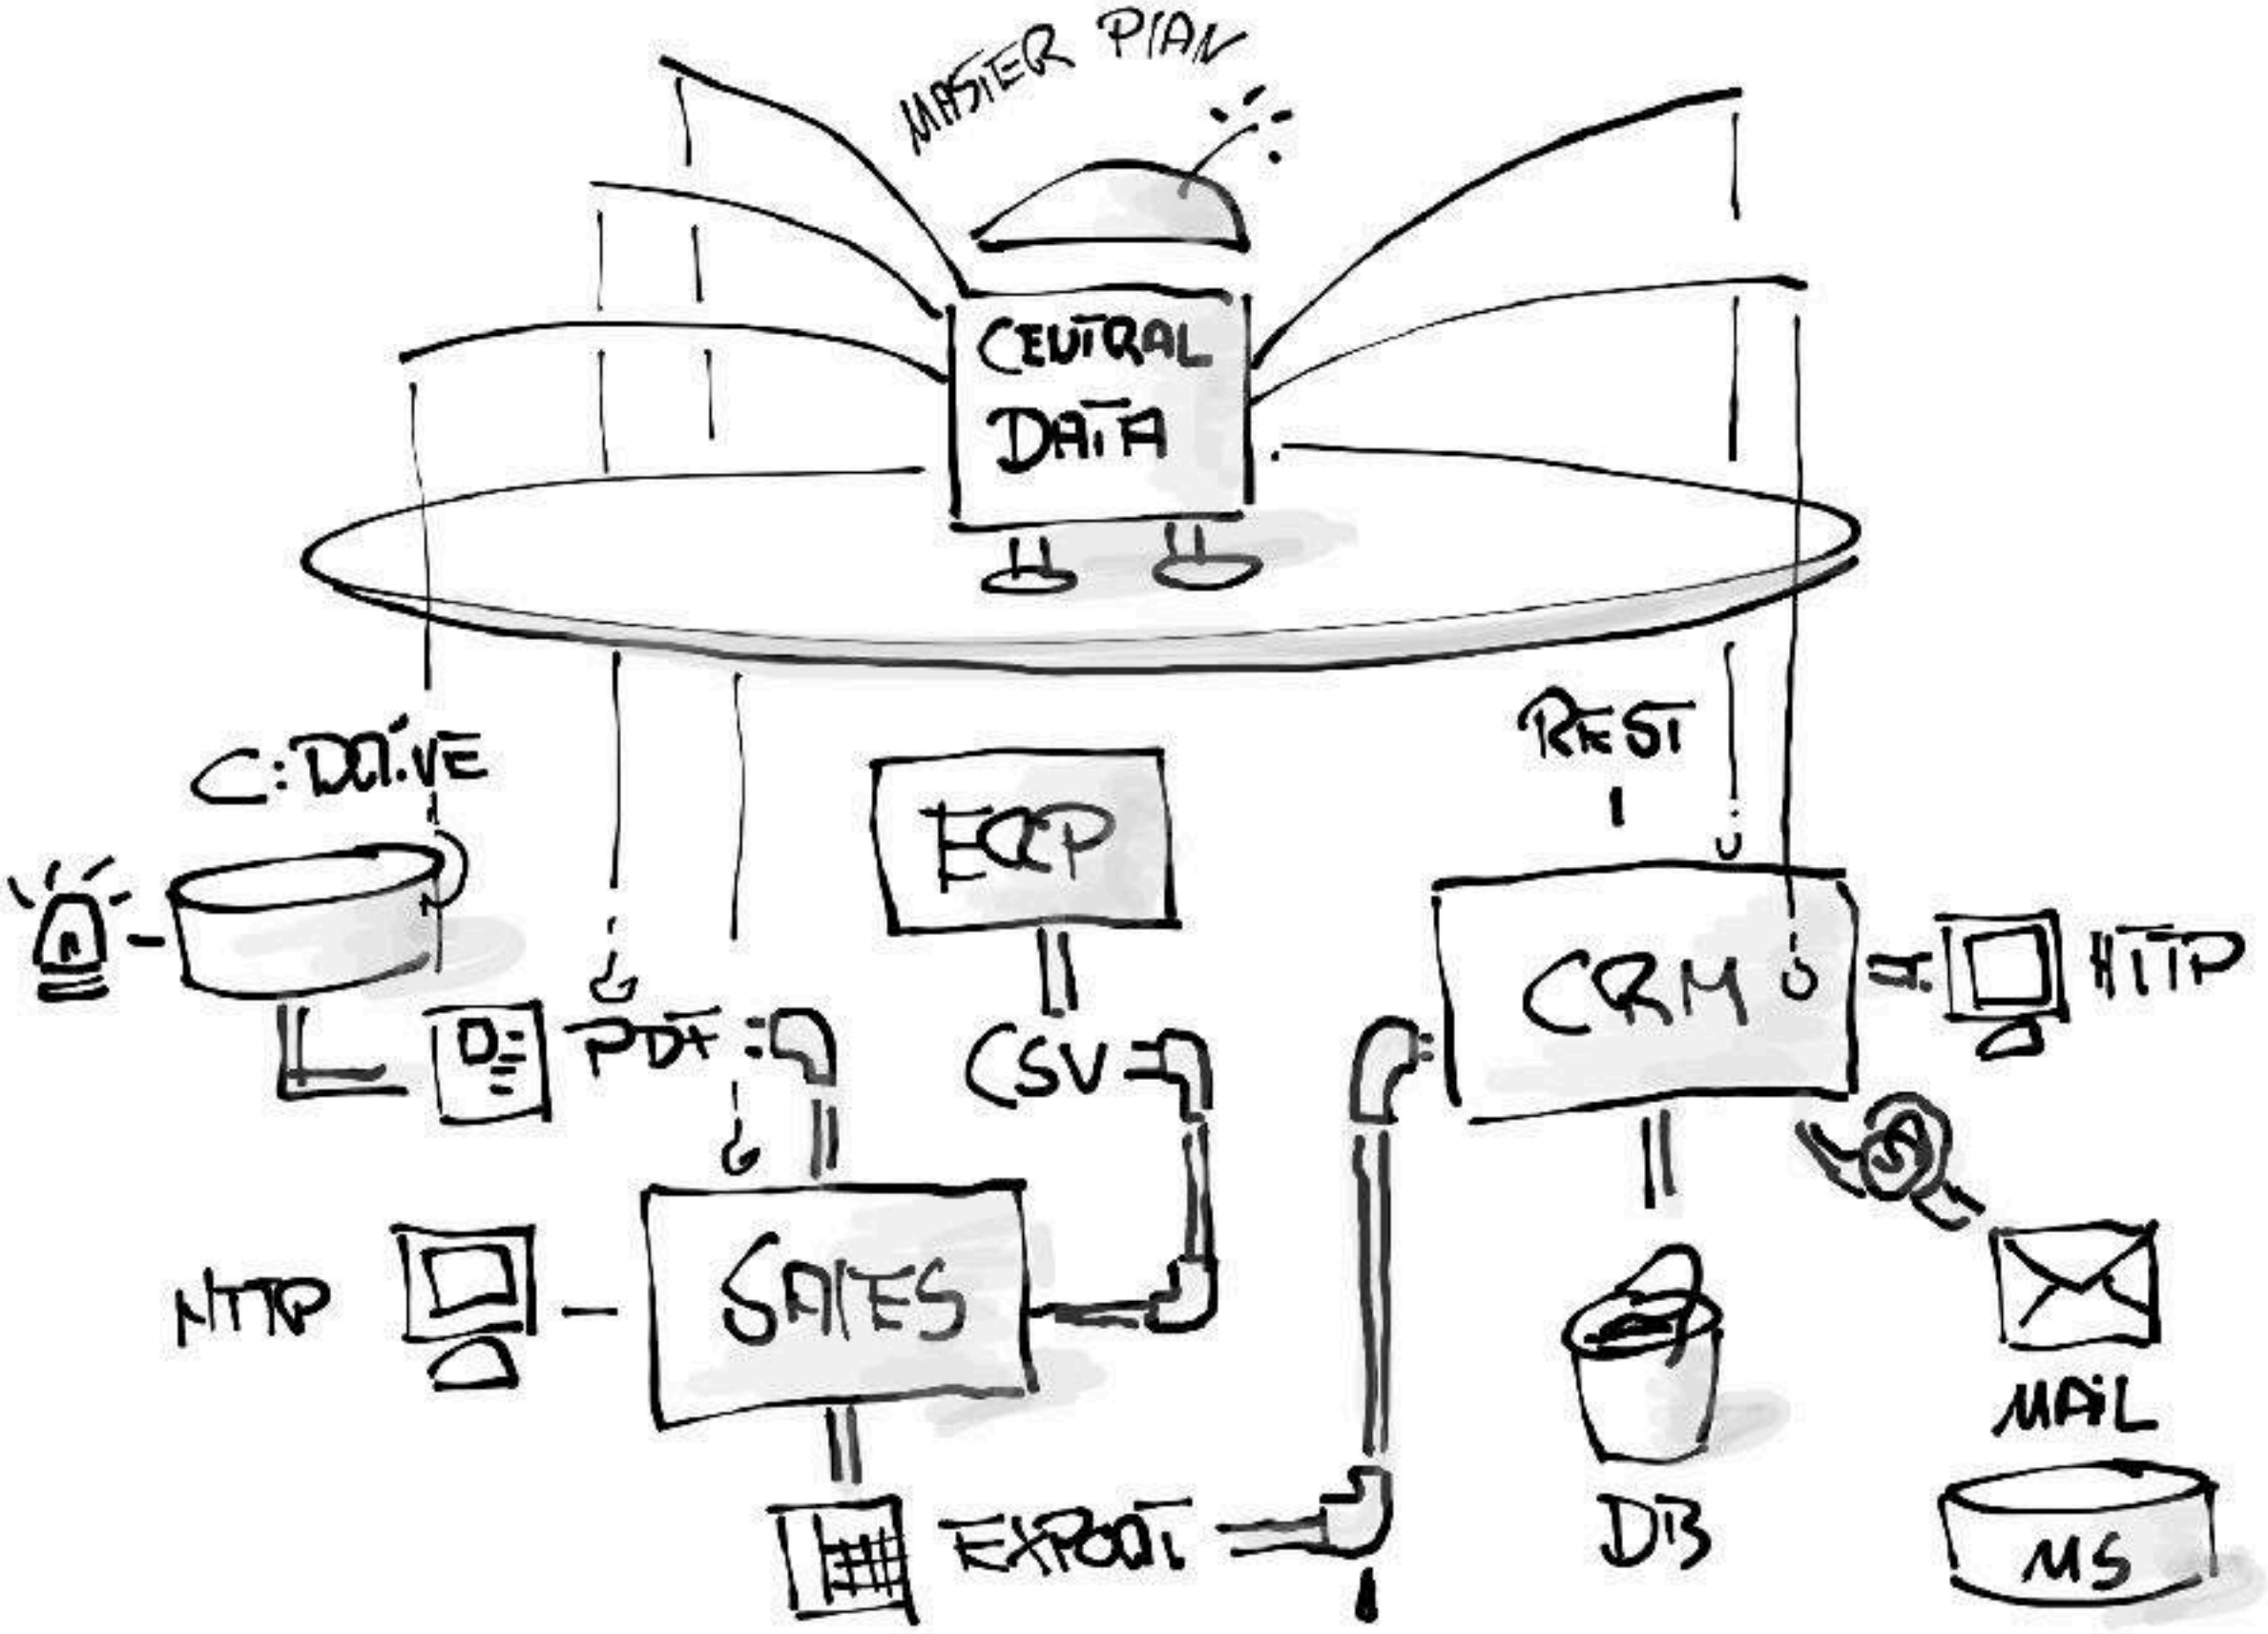 MASTER PLAN
CENTRAL
DATA
C:DRIVE
REST
ERP
CRM
HTTP
PDF
CSV
HTTP
SALES
MAIL
EXPORT
DB
MS